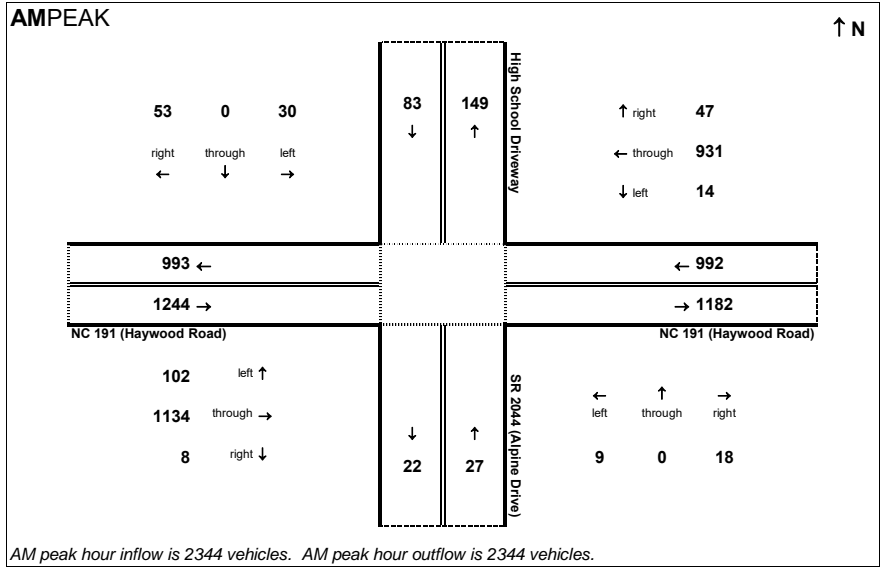 AMPEAK
↑ N
53 0 30
right through left
← ↓ →
83 149
↓ ↑
High School Driveway
↑ right 47
← through 931
↓ left 14
993 ←
← 992
1244 →
→ 1182
NC 191 (Haywood Road)
NC 191 (Haywood Road)
102 left ↑
1134 through →
8 right ↓
↓ ↑
22 27
SR 2044 (Alpine Drive)
← ↑ →
left through right
9 0 18
AM peak hour inflow is 2344 vehicles. AM peak hour outflow is 2344 vehicles.